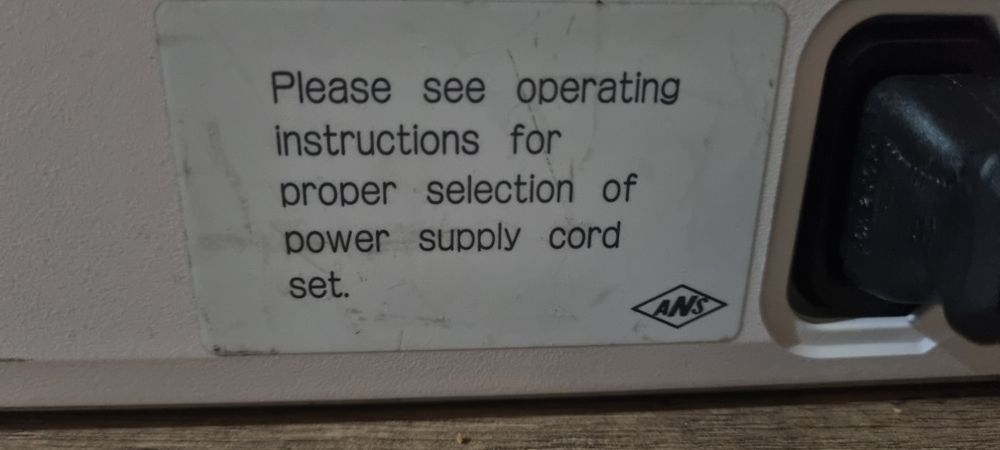 Please see operating
instructions for
proper selection of
power supply cord
set.
ANS